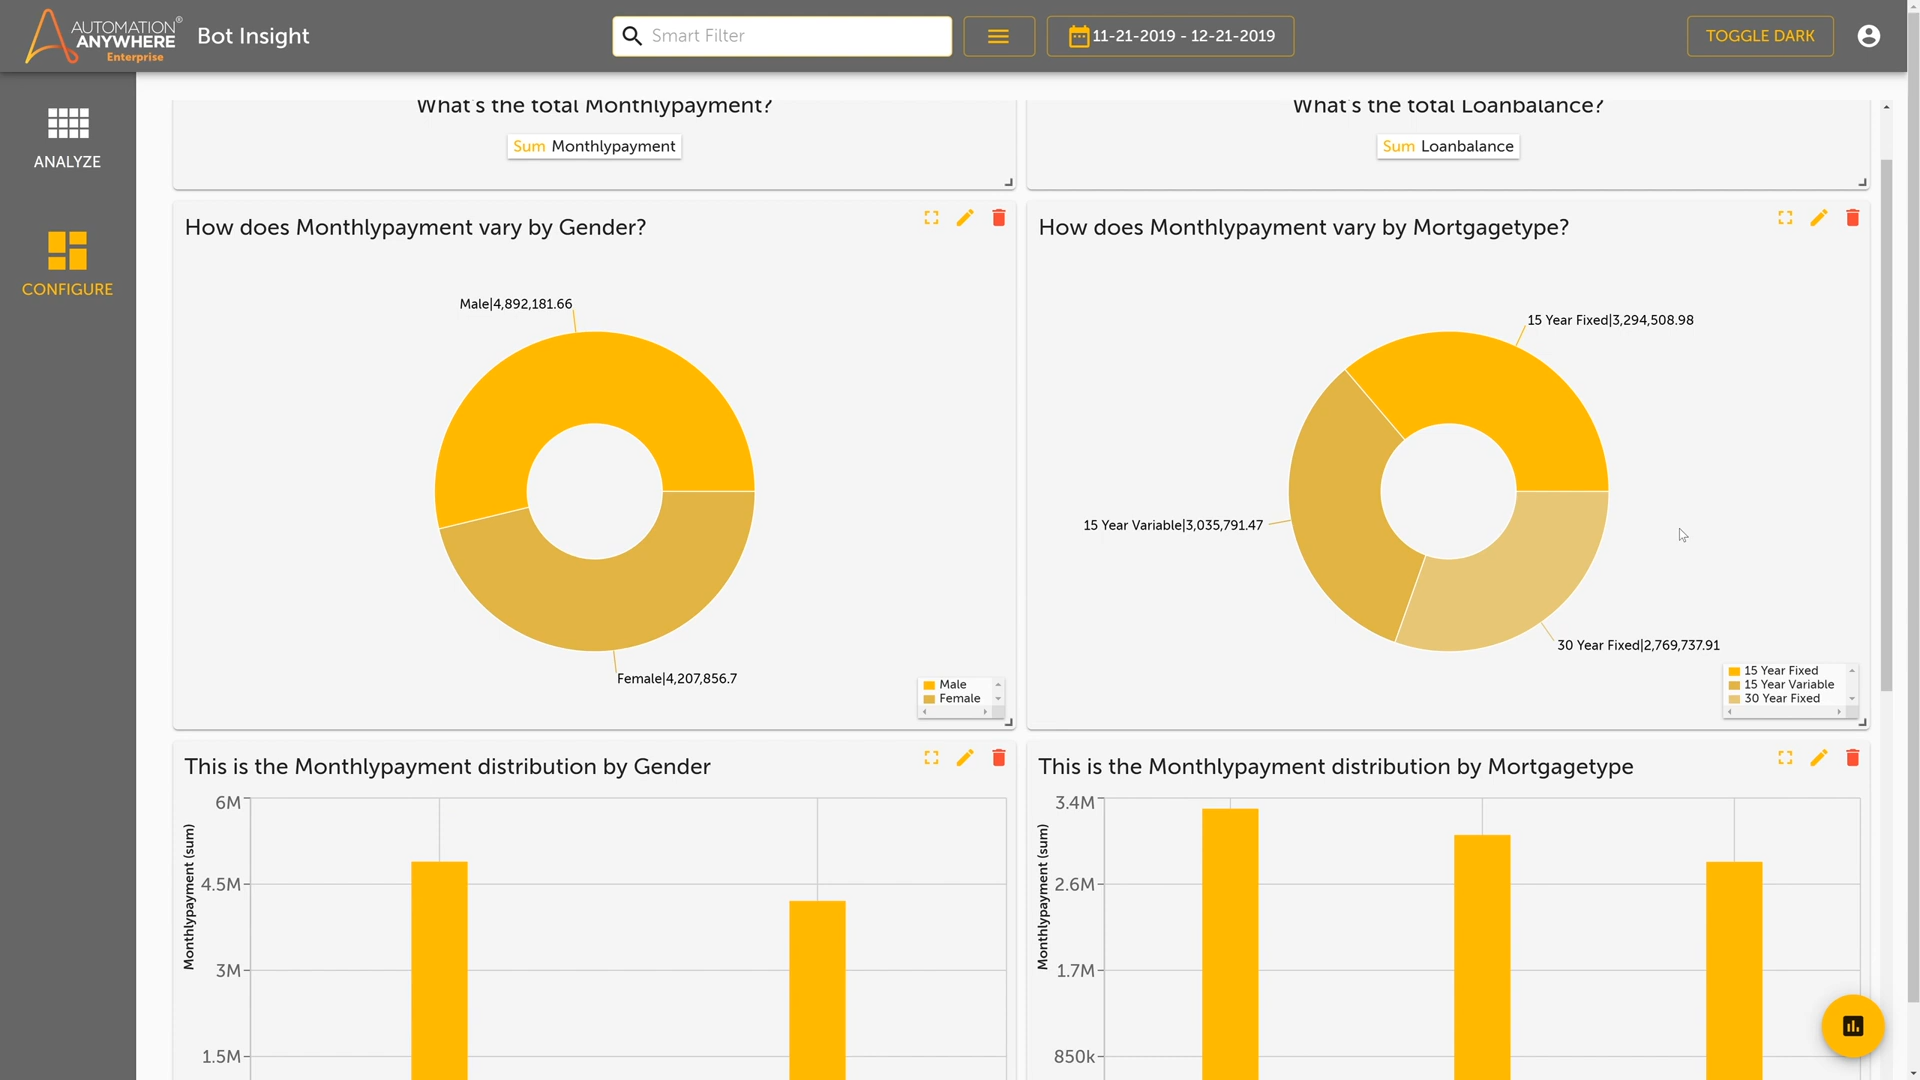 AUTOMATION®
ANYWHERE
Enterprise
Bot Insight
Smart Filter
11-21-2019 - 12-21-2019
TOGGLE DARK
ANALYZE
CONFIGURE
What's the total Monthlypayment?
Sum Monthlypayment
What's the total Loanbalance?
Sum Loanbalance
How does Monthlypayment vary by Gender?
Male|4,892,181.66
Female|4,207,856.7
Male
Female
How does Monthlypayment vary by Mortgagetype?
15 Year Fixed|3,294,508.98
15 Year Variable|3,035,791.47
30 Year Fixed|2,769,737.91
15 Year Fixed
15 Year Variable
30 Year Fixed
This is the Monthlypayment distribution by Gender
Monthlypayment (sum)
6M
4.5M
3M
1.5M
This is the Monthlypayment distribution by Mortgagetype
Monthlypayment (sum)
3.4M
2.6M
1.7M
850k